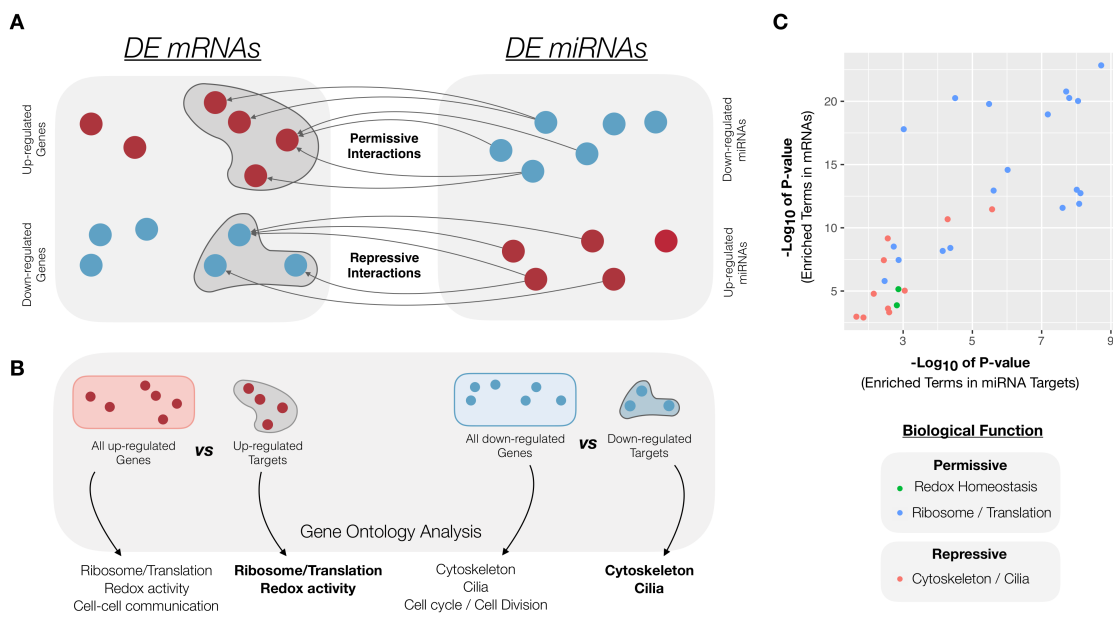 A
DE mRNAs
DE miRNAs
Up-regulated
Genes
Permissive
Interactions
Down-regulated
miRNAs
Down-regulated
Genes
Repressive
Interactions
Up-regulated
miRNAs
B
All up-regulated
Genes
vs
Up-regulated
Targets
All down-regulated
Genes
vs
Down-regulated
Targets
Gene Ontology Analysis
Ribosome/Translation
Redox activity
Cell-cell communication
Ribosome/Translation
Redox activity
Cytoskeleton
Cilia
Cell cycle / Cell Division
Cytoskeleton
Cilia
C
-Log10 of P-value
(Enriched Terms in mRNAs)
20
15
10
5
3
5
7
9
-Log10 of P-value
(Enriched Terms in miRNA Targets)
Biological Function
Permissive
Redox Homeostasis
Ribosome / Translation
Repressive
Cytoskeleton / Cilia